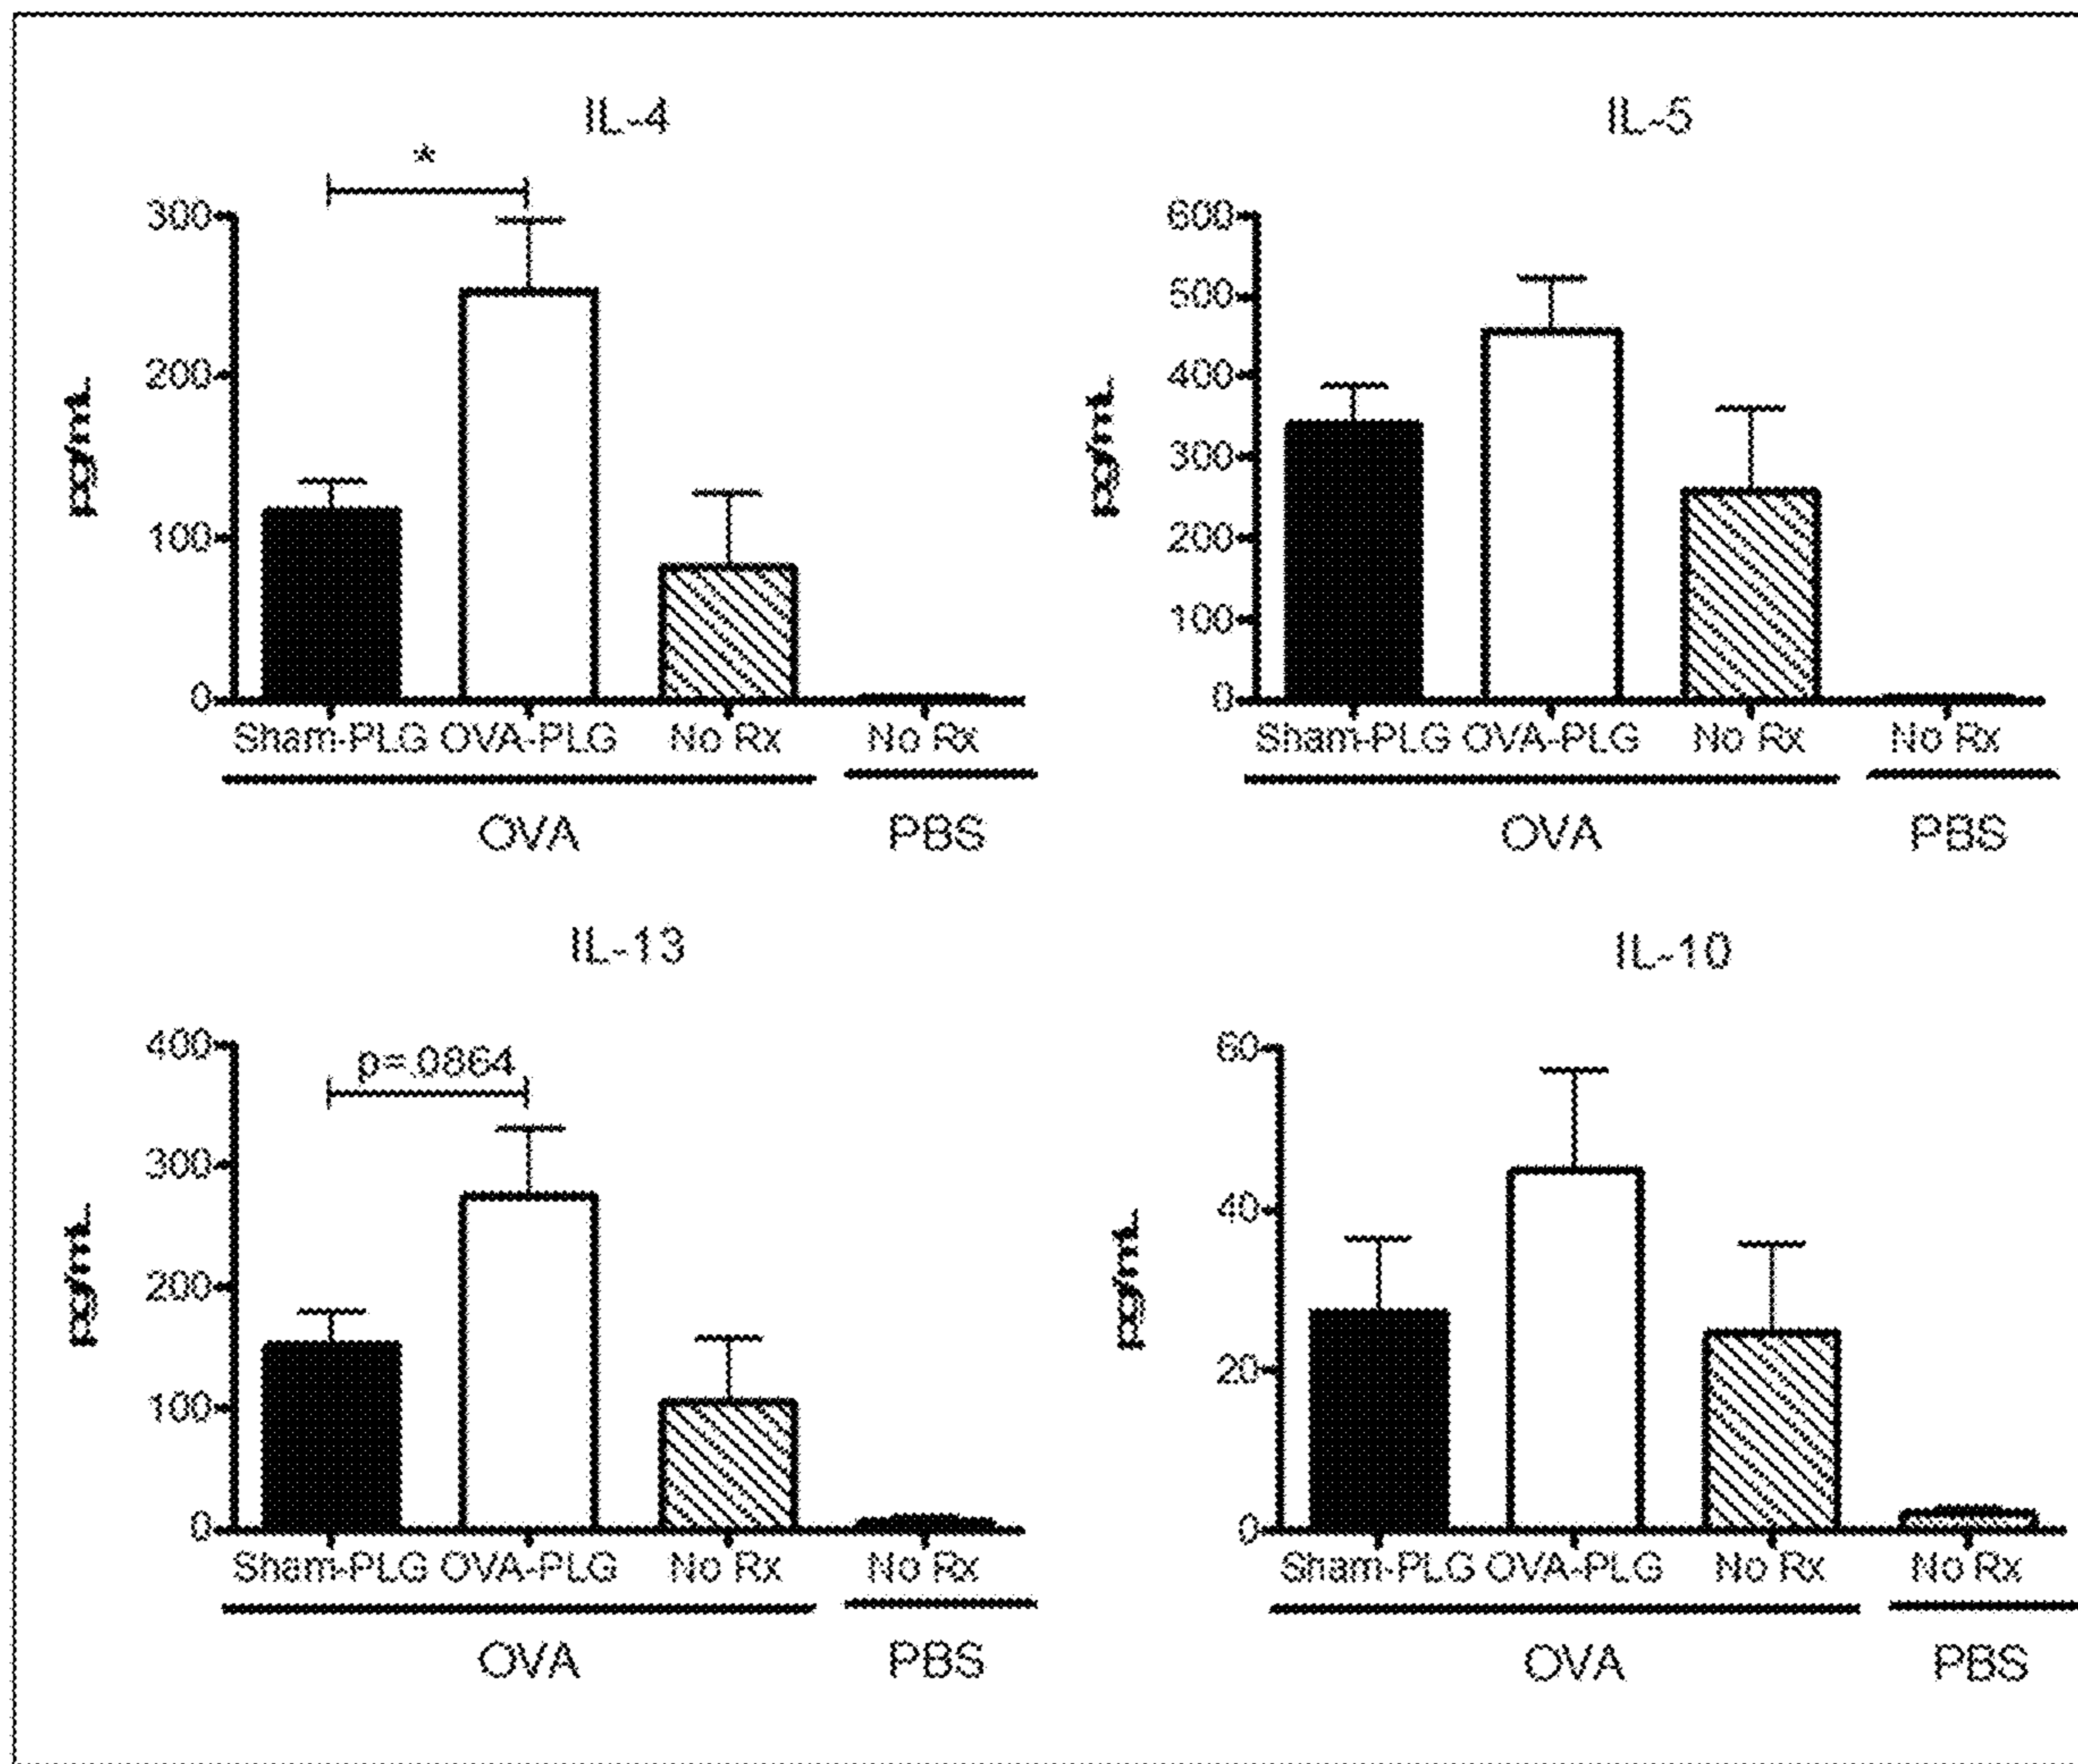 IL-4
*
300
200
100
0
pg/mL
Sham-PLG OVA-PLG No Rx No Rx
OVA PBS
IL-5
600
500
400
300
200
100
0
pg/mL
Sham-PLG OVA-PLG No Rx No Rx
OVA PBS
IL-13
p=.0864
400
300
200
100
0
pg/mL
Sham-PLG OVA-PLG No Rx No Rx
OVA PBS
IL-10
60
40
20
0
pg/mL
Sham-PLG OVA-PLG No Rx No Rx
OVA PBS